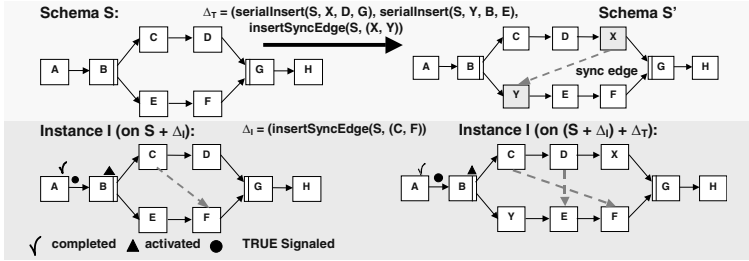 Schema S:
ΔT = (serialInsert(S, X, D, G), serialInsert(S, Y, B, E),
insertSyncEdge(S, (X, Y))
Schema S'
C D
A B G H
E F
C D X
A B G H
sync edge
Y E F
Instance I (on S + ΔI):
ΔI = (insertSyncEdge(S, (C, F))
Instance I (on (S + ΔI) + ΔT):
C D
A B G H
E F
C D X
A B G H
Y E F
completed activated TRUE Signaled